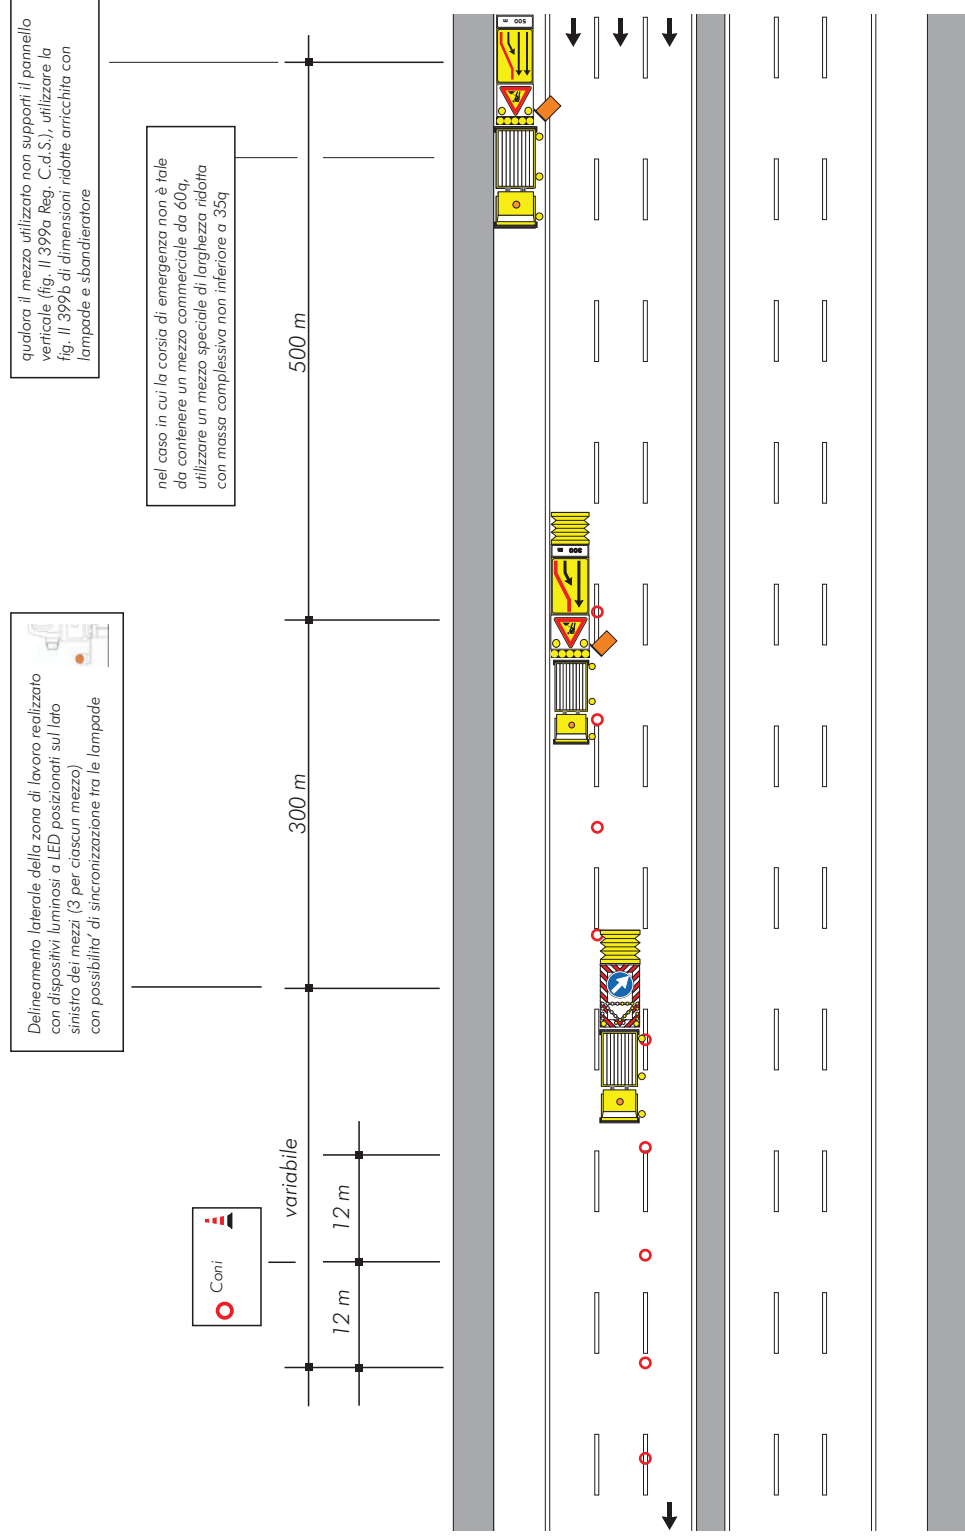 qualora il mezzo utilizzato non supporti il pannello
verticale (fig. II 399a Reg. C.d.S.), utilizzare la
fig. II 399b di dimensioni ridotte arricchita con
lampade e sbandieratore
nel caso in cui la corsia di emergenza non è tale
da contenere un mezzo commerciale da 60q,
utilizzare un mezzo speciale di larghezza ridotta
con massa complessiva non inferiore a 35q
Delineamento laterale della zona di lavoro realizzato
con dispositivi luminosi a LED posizionati sul lato
sinistro dei mezzi (3 per ciascun mezzo)
con possibilita' di sincronizzazione tra le lampade
Coni
500 m
300 m
variabile
12 m
12 m
500 m
300 m